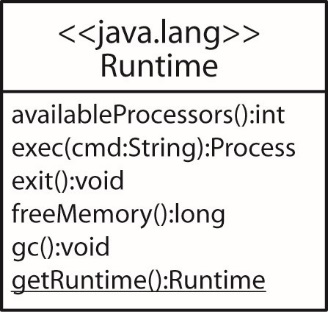 <<java.lang>>
Runtime
availableProcessors():int
exec(cmd:String):Process
exit():void
freeMemory():long
gc():void
getRuntime():Runtime